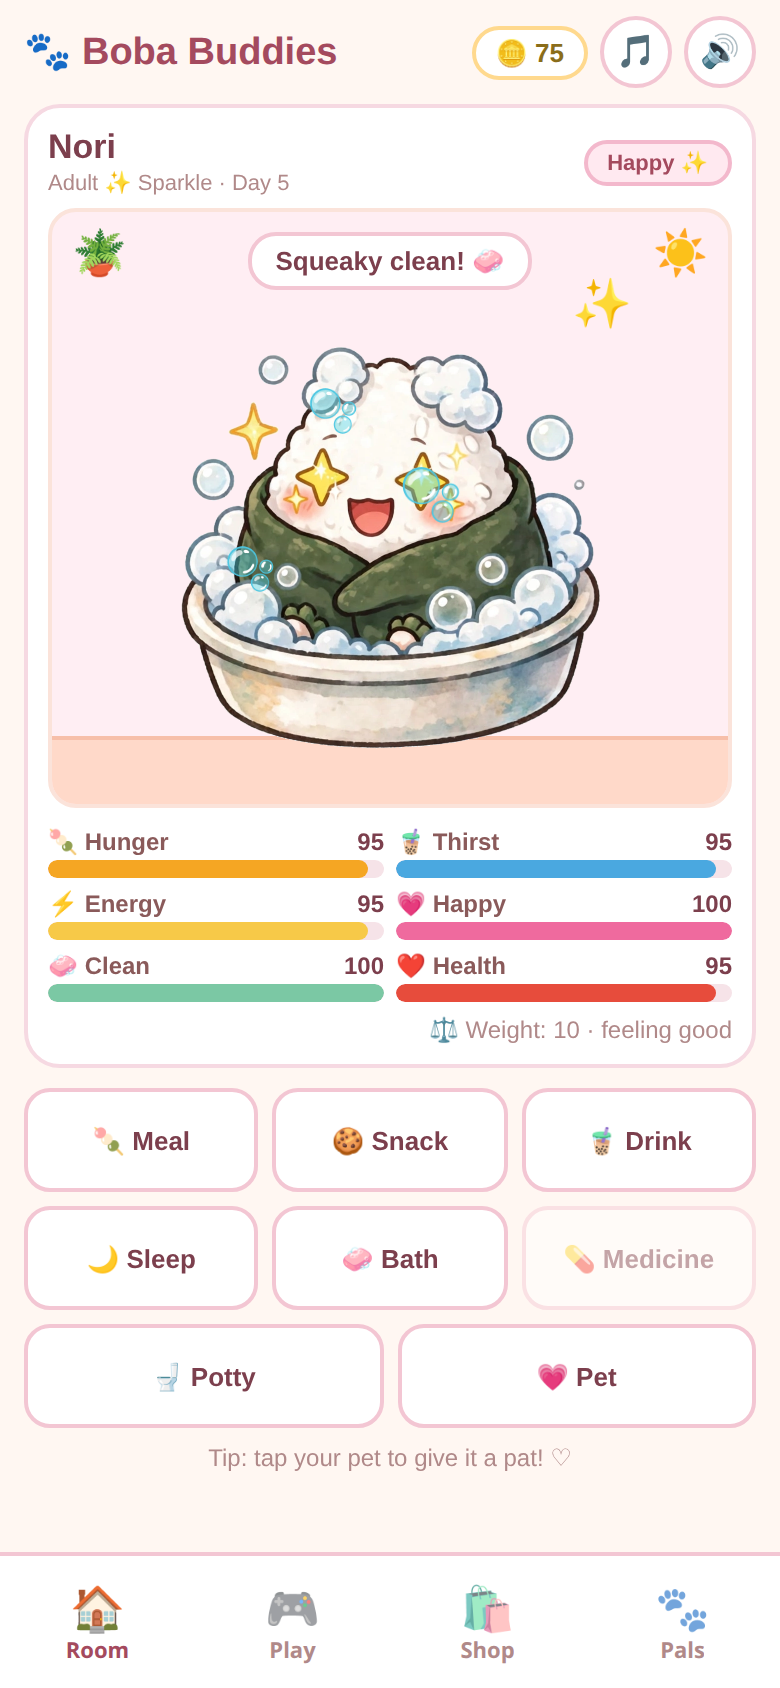 Boba Buddies
75
Nori
Adult ✨ Sparkle · Day 5
Happy ✨
Squeaky clean! 🧼
Hunger 95
Thirst 95
Energy 95
Happy 100
Clean 100
Health 95
Weight: 10 · feeling good
Meal
Snack
Drink
Sleep
Bath
Medicine
Potty
Pet
Tip: tap your pet to give it a pat! ♡
Room
Play
Shop
Pals